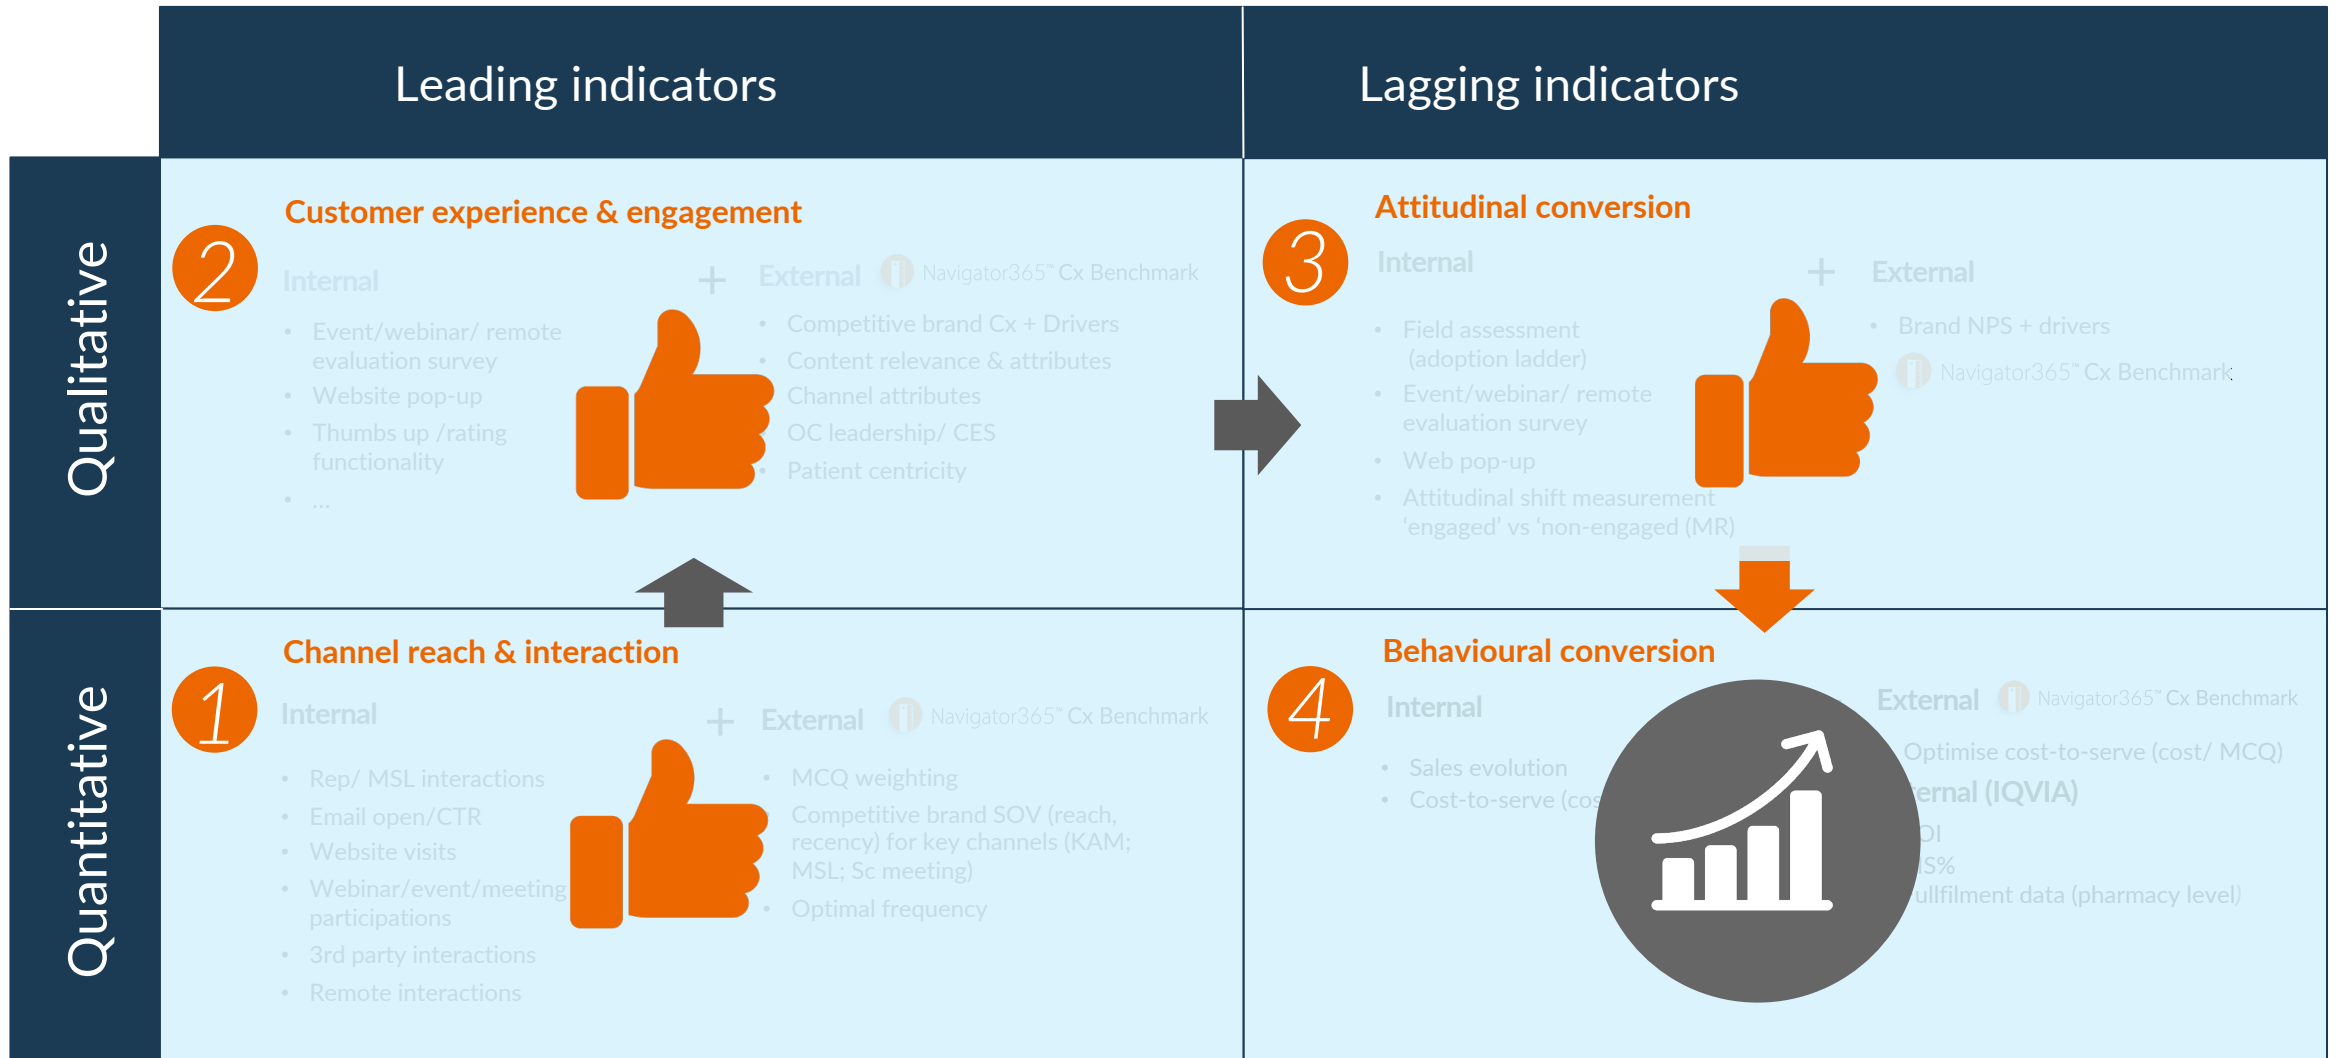 Leading indicators
Lagging indicators
Qualitative
2
Customer experience & engagement
Internal
• Event/webinar/ remote
evaluation survey
• Website pop-up
• Thumbs up /rating
functionality
• ...
+
External
Navigator365™ Cx Benchmark
• Competitive brand Cx + Drivers
• Content relevance & attributes
Channel attributes
OC leadership/ CES
• Patient centricity
3
Attitudinal conversion
Internal
• Field assessment
(adoption ladder)
• Event/webinar/ remote
evaluation survey
• Web pop-up
• Attitudinal shift measurement
‘engaged’ vs ‘non-engaged (MR)
+
External
• Brand NPS + drivers
Navigator365™ Cx Benchmark
Quantitative
1
Channel reach & interaction
Internal
• Rep/ MSL interactions
• Email open/CTR
• Website visits
• Webinar/event/meeting
participations
• 3rd party interactions
• Remote interactions
+
External
Navigator365™ Cx Benchmark
• MCQ weighting
Competitive brand SOV (reach,
recency) for key channels (KAM;
MSL; Sc meeting)
• Optimal frequency
4
Behavioural conversion
Internal
• Sales evolution
• Cost-to-serve
External
Navigator365™ Cx Benchmark
Optimise cost-to-serve (cost/ MCQ)
(IQVIA)
data (pharmacy level)